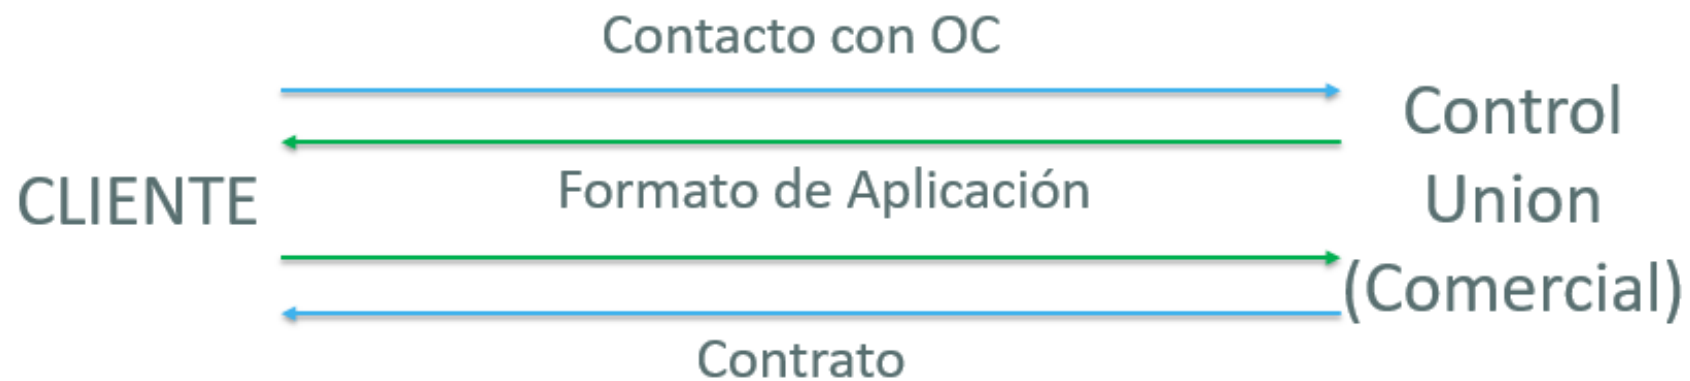 Contacto con OC
CLIENTE
Formato de Aplicación
Control
Union
(Comercial)
Contrato